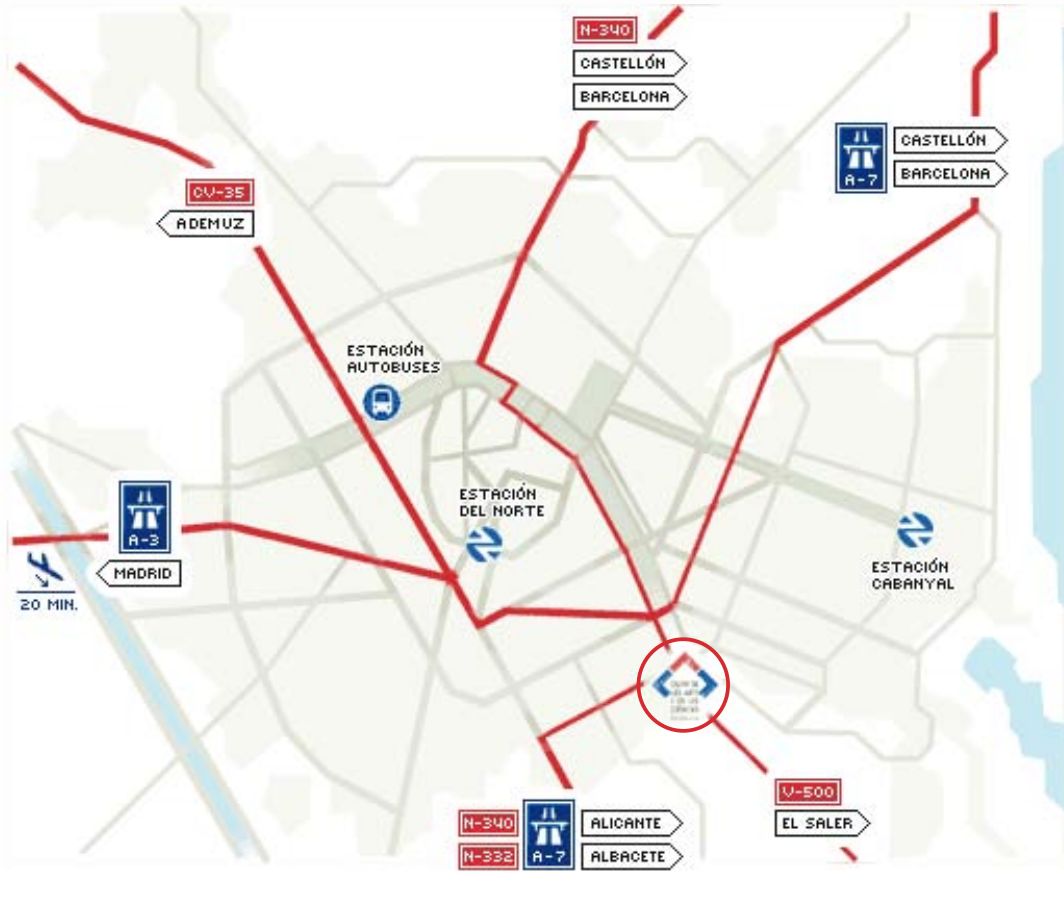 N-340
CASTELLÓN
BARCELONA
A-7
CASTELLÓN
BARCELONA
CV-35
ADEMUZ
ESTACIÓN
AUTOBUSES
ESTACIÓN
DEL NORTE
A-3
MADRID
20 MIN.
ESTACIÓN
CABANYAL
V-500
EL SALER
N-340
N-332
A-7
ALICANTE
ALBACETE